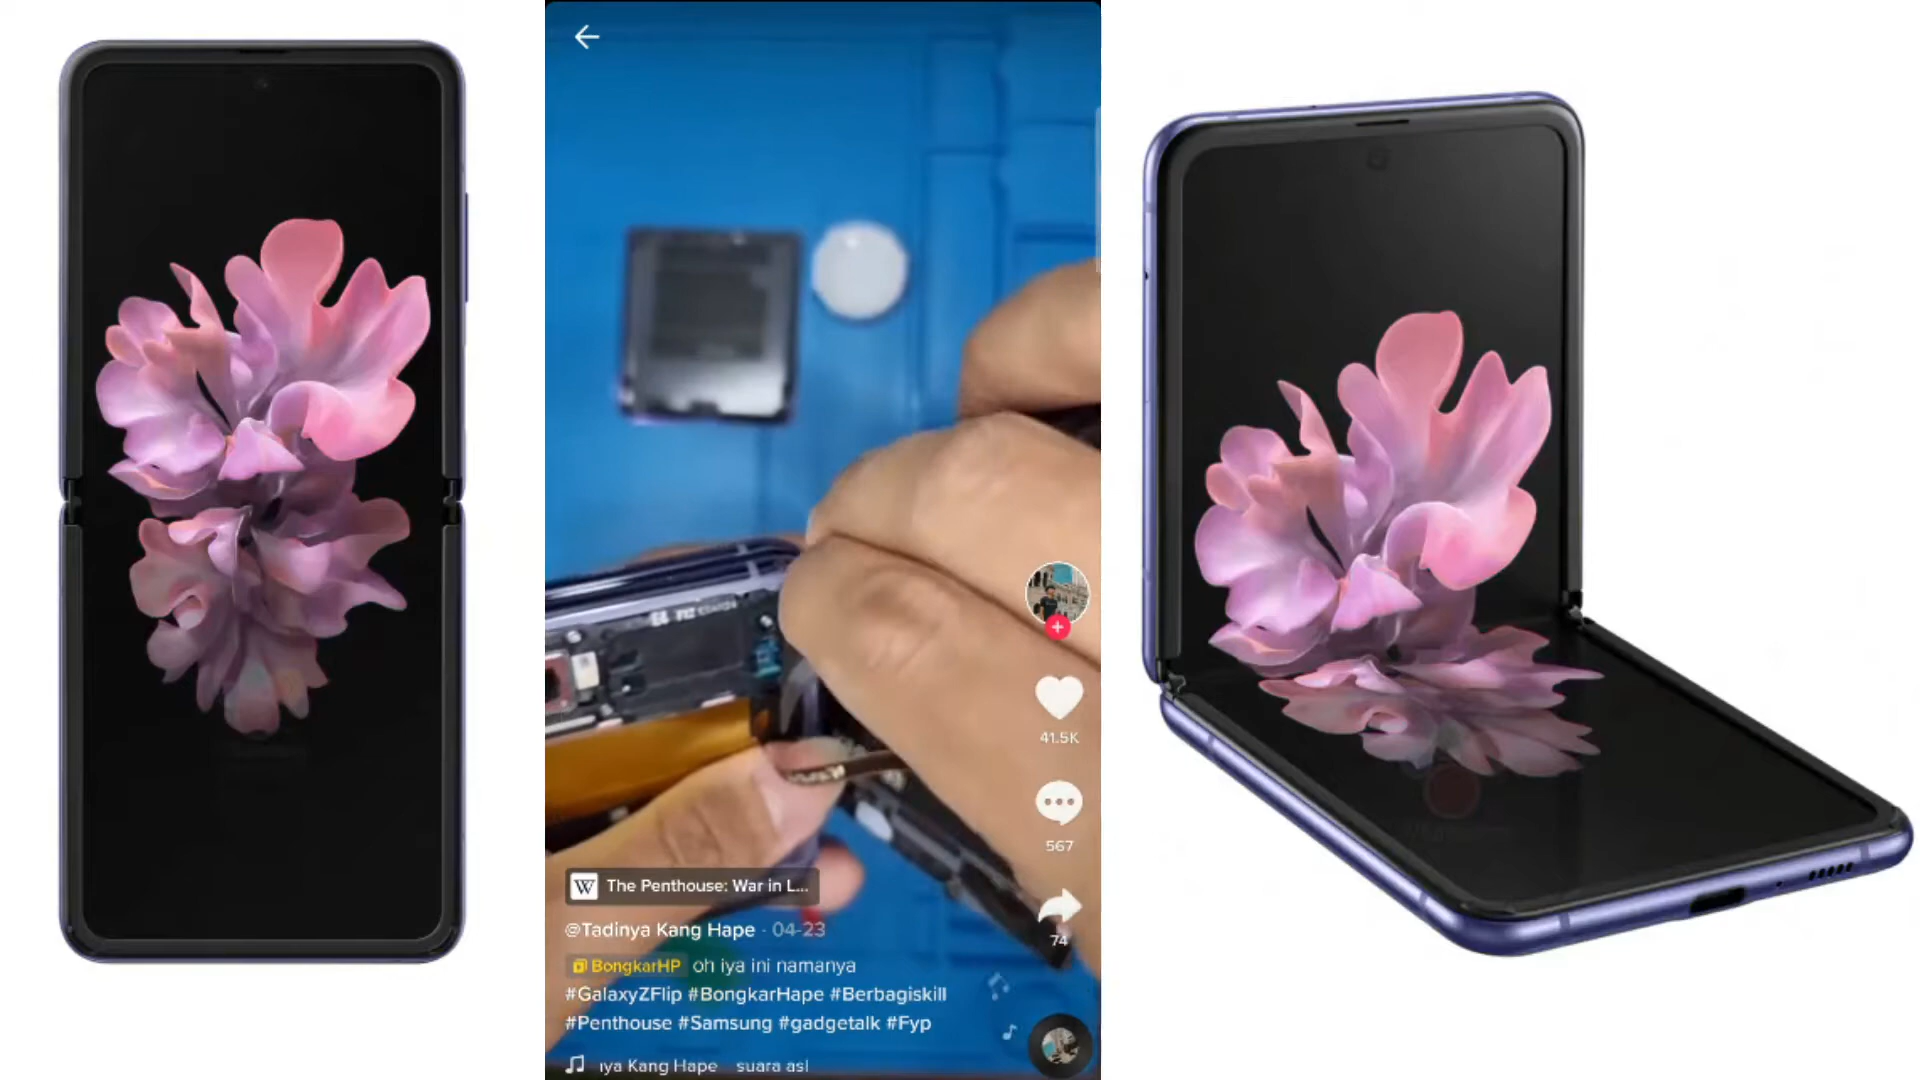 41.5K
567
W The Penthouse: War in L...
@Tadinya Kang Hape · 04-23
74
BongkarHP oh iya ini namanya
#GalaxyZFlip #BongkarHape #Berbagiskill
#Penthouse #Samsung #gadgetalk #Fyp
iya Kang Hape suara asl